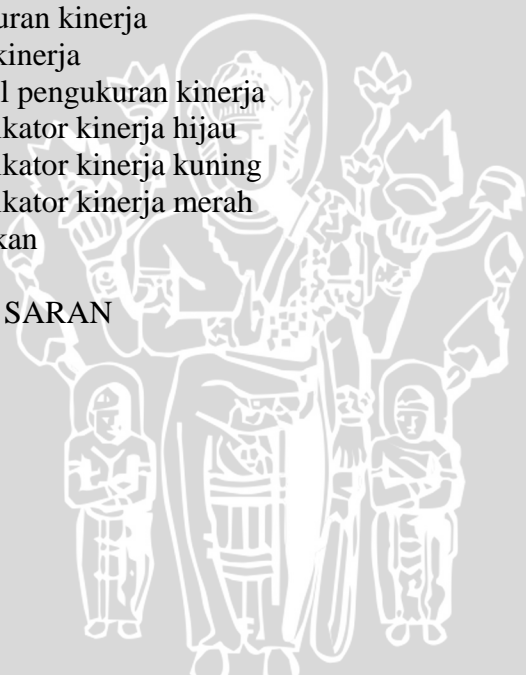 uran kinerja
kinerja
l pengukuran kinerja
kator kinerja hijau
kator kinerja kuning
kator kinerja merah
kan
SARAN